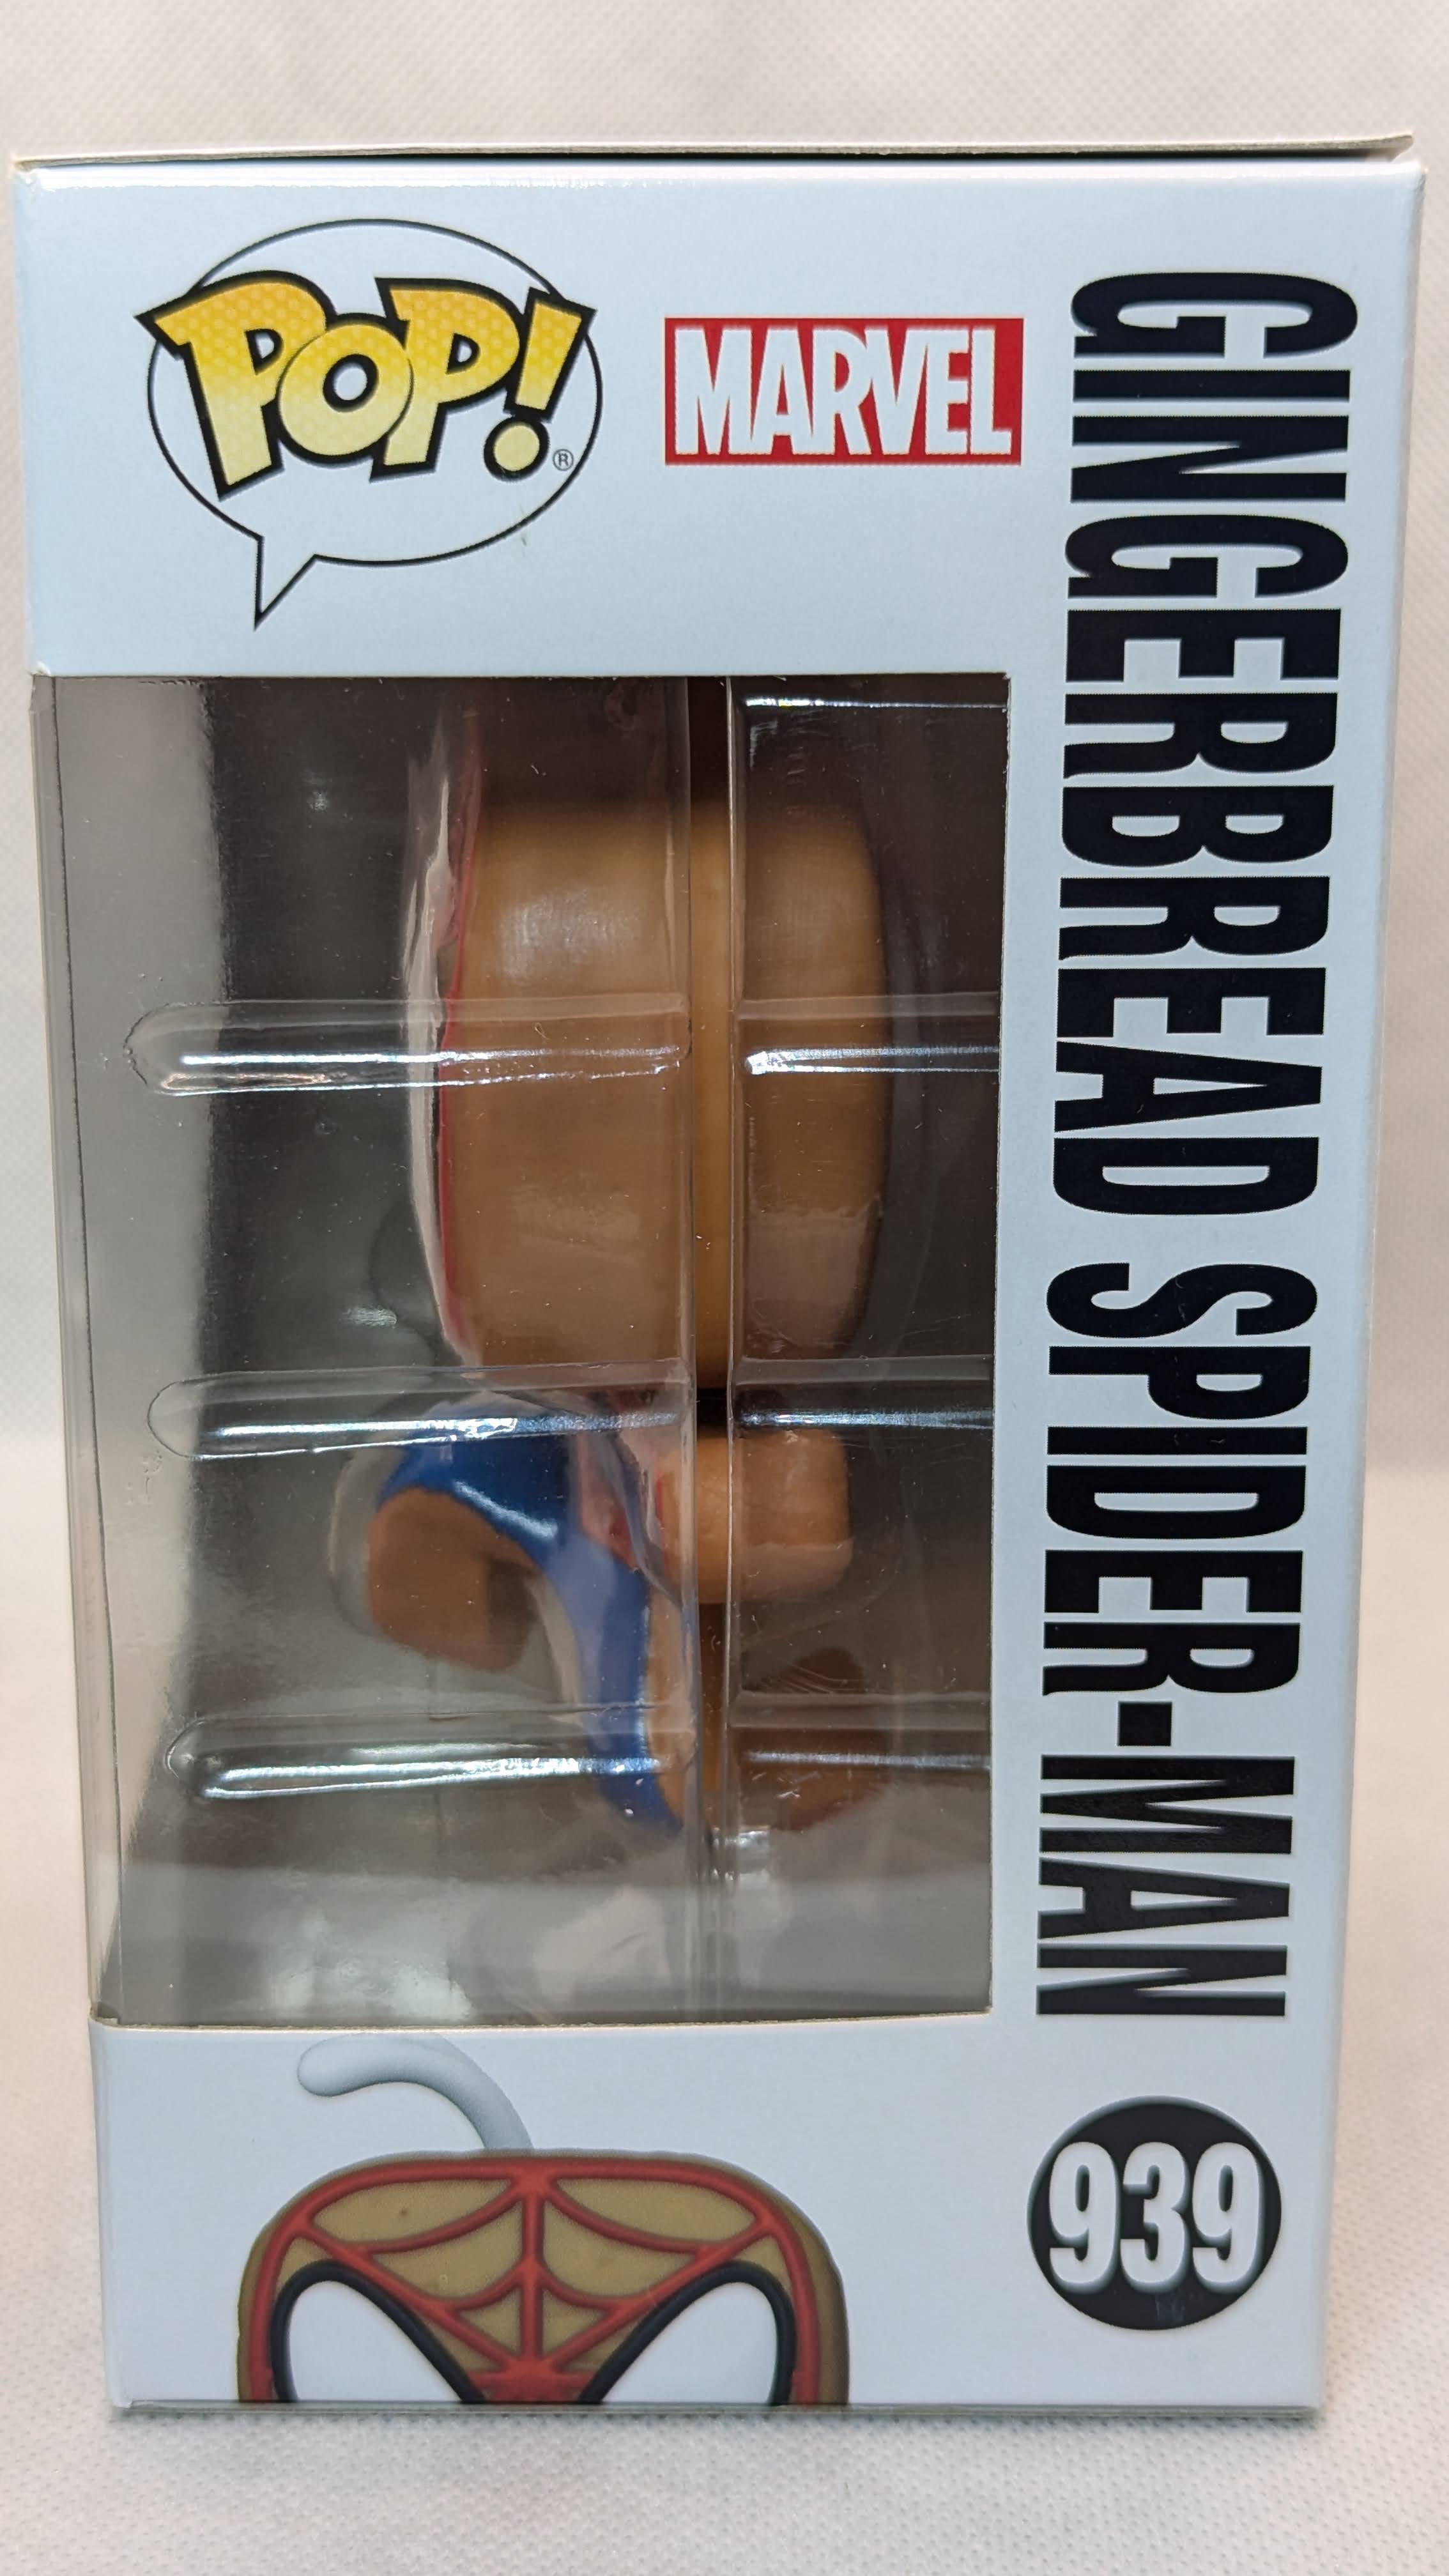 POP!®
MARVEL
GINGERBREAD SPIDER-MAN
939